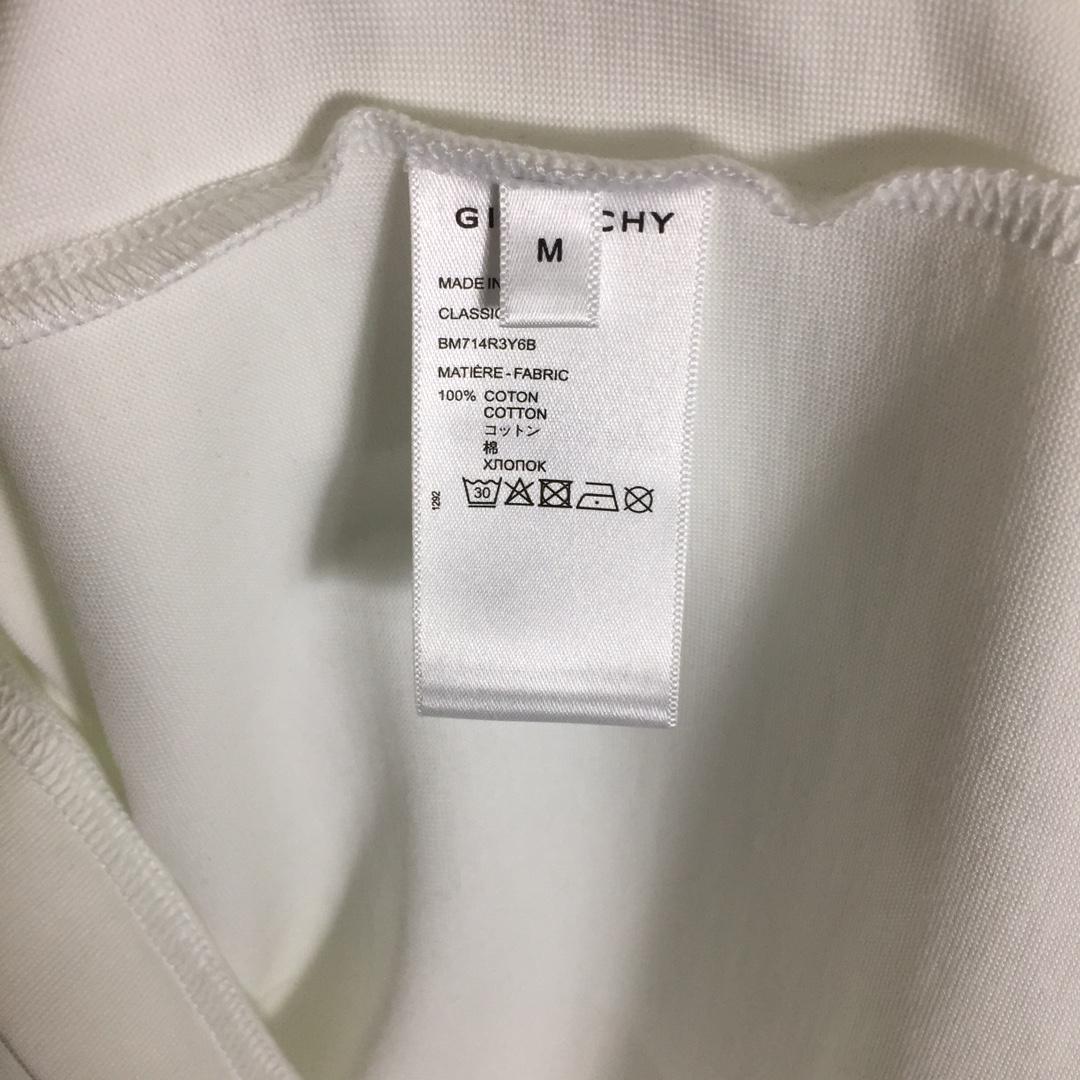 GI CHY
M
MADE IN
CLASSIC
BM714R3Y6B
MATIÈRE - FABRIC
100% COTON
COTTON
コットン
棉
ХЛОПОК
1292
30